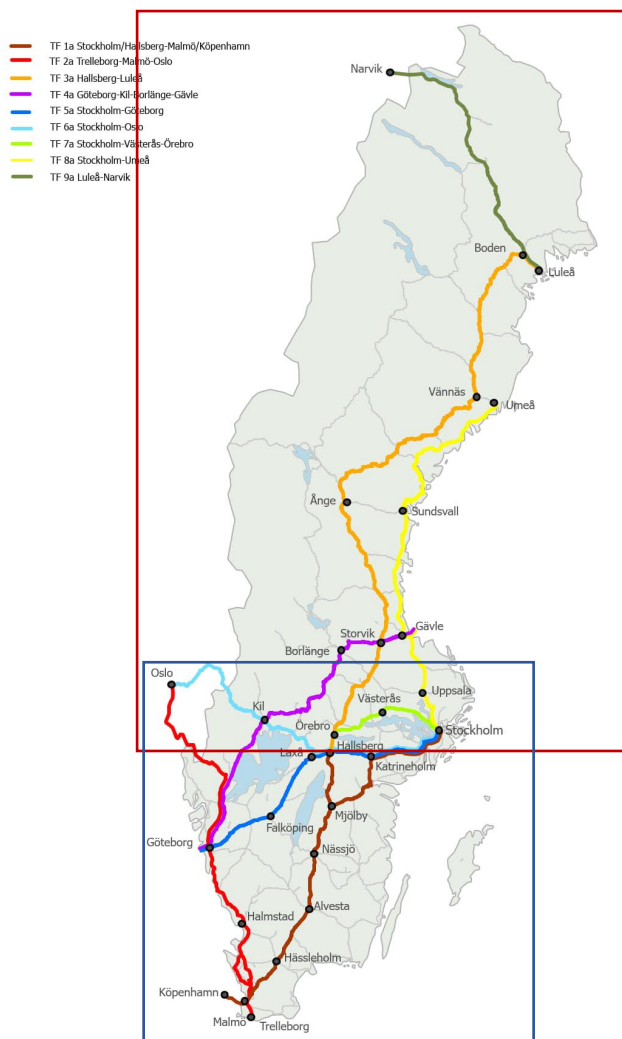 TF 1a Stockholm/Hallsberg-Malmö/Köpenhamn
TF 2a Trelleborg-Malmö-Oslo
TF 3a Hallsberg-Luleå
TF 4a Göteborg-Kil-Borlänge-Gävle
TF 5a Stockholm-Göteborg
TF 6a Stockholm-Oslo
TF 7a Stockholm-Västerås-Örebro
TF 8a Stockholm-Umeå
TF 9a Luleå-Narvik
Narvik
Boden
Luleå
Vännäs
Umeå
Ånge
Sundsvall
Gävle
Storvik
Borlänge
Oslo
Uppsala
Västerås
Kil
Örebro
Stockholm
Hallsberg
Laxå
Katrineholm
Mjölby
Falköping
Göteborg
Nässjö
Alvesta
Halmstad
Hässleholm
Köpenhamn
Malmö
Trelleborg